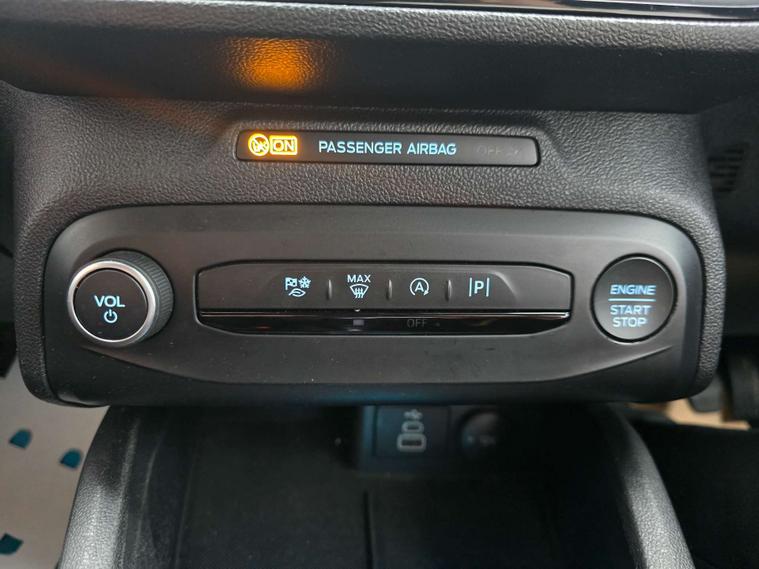 ON PASSENGER AIRBAG OFF
VOL
MAX
A
P
OFF
ENGINE
START
STOP